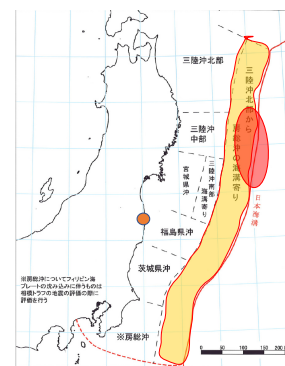 三陸沖北部
三陸沖北部から
房総沖の海溝寄り
三陸沖
中部
宮城県沖
三陸沖南部
海溝寄り
日本海溝
福島県沖
茨城県沖
※房総沖についてフィリピン海
プレートの沈み込みに伴うものは
相模トラフの地震の評価の際に
評価を行う
※房総沖
0 50 100 150